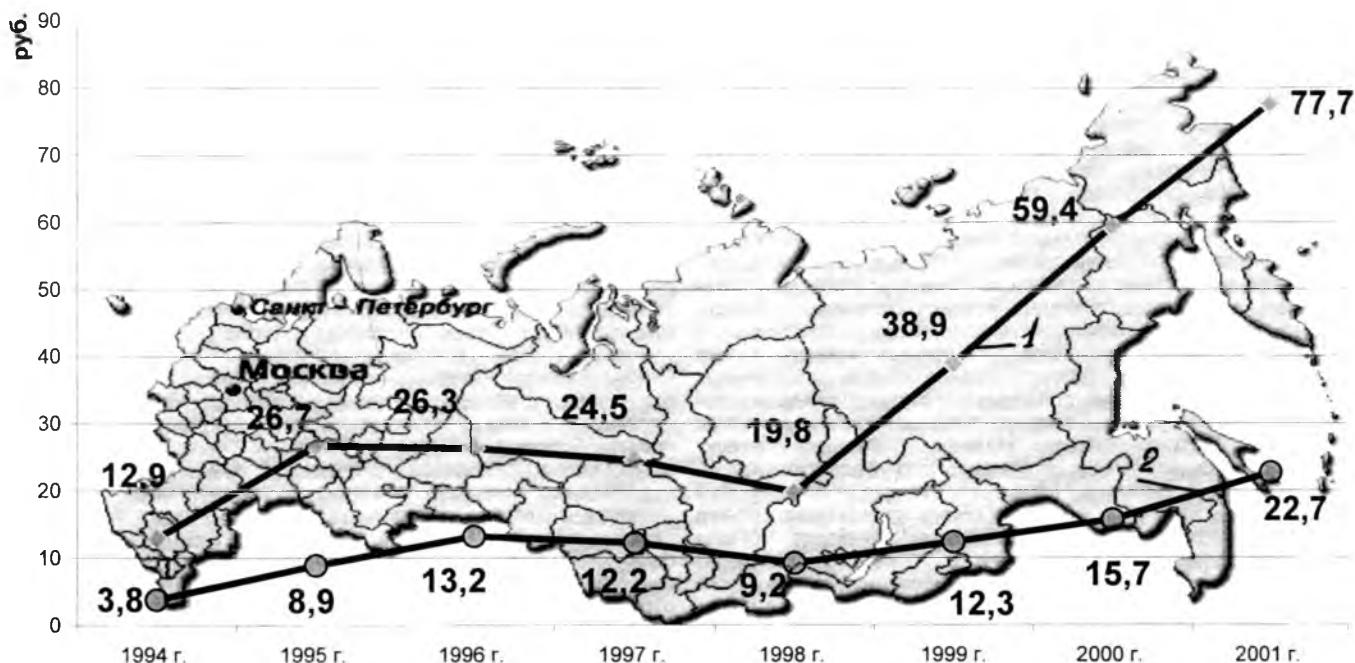 руб.
90
80
77,7
70
60
59,4
50
Санкт - Петербург
38,9
1
40
Москва
26,7
26,3
24,5
19,8
30
12,9
20
2
22,7
10
3,8
8,9
13,2
12,2
9,2
12,3
15,7
0
1994 г.
1995 г.
1996 г.
1997 г.
1998 г.
1999 г.
2000 г.
2001 г.